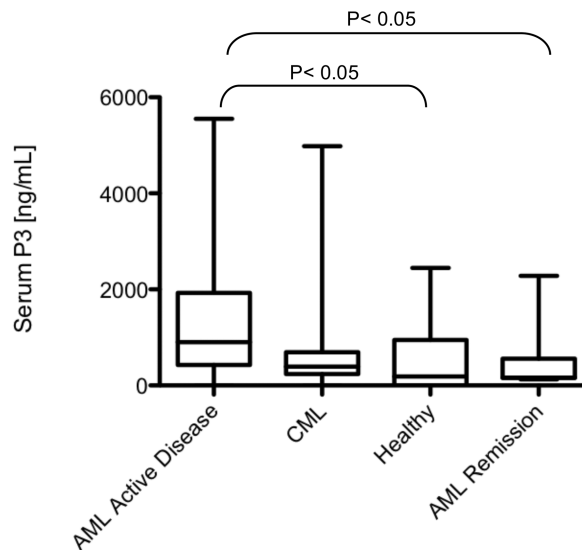 P< 0.05
P< 0.05
6000
4000
2000
0
Serum P3 [ng/mL]
AML Active Disease
CML
Healthy
AML Remission